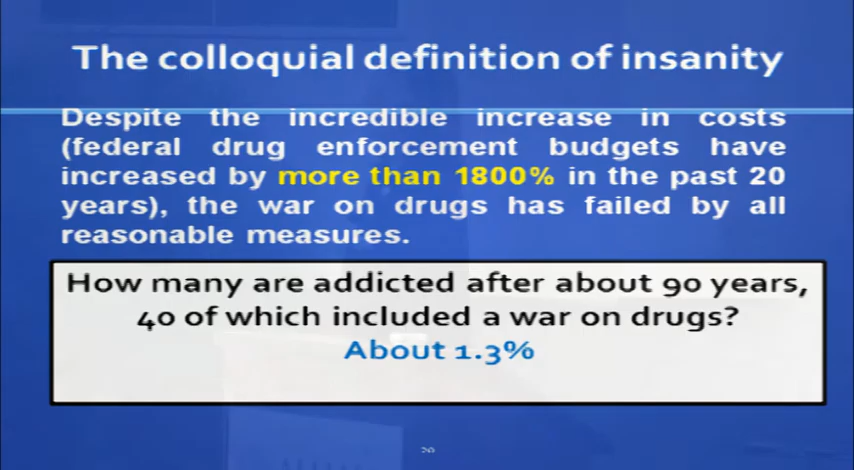 The colloquial definition of insanity
Despite the incredible increase in costs
(federal drug enforcement budgets have
increased by more than 1800% in the past 20
years), the war on drugs has failed by all
reasonable measures.
How many are addicted after about 90 years,
40 of which included a war on drugs?
About 1.3%